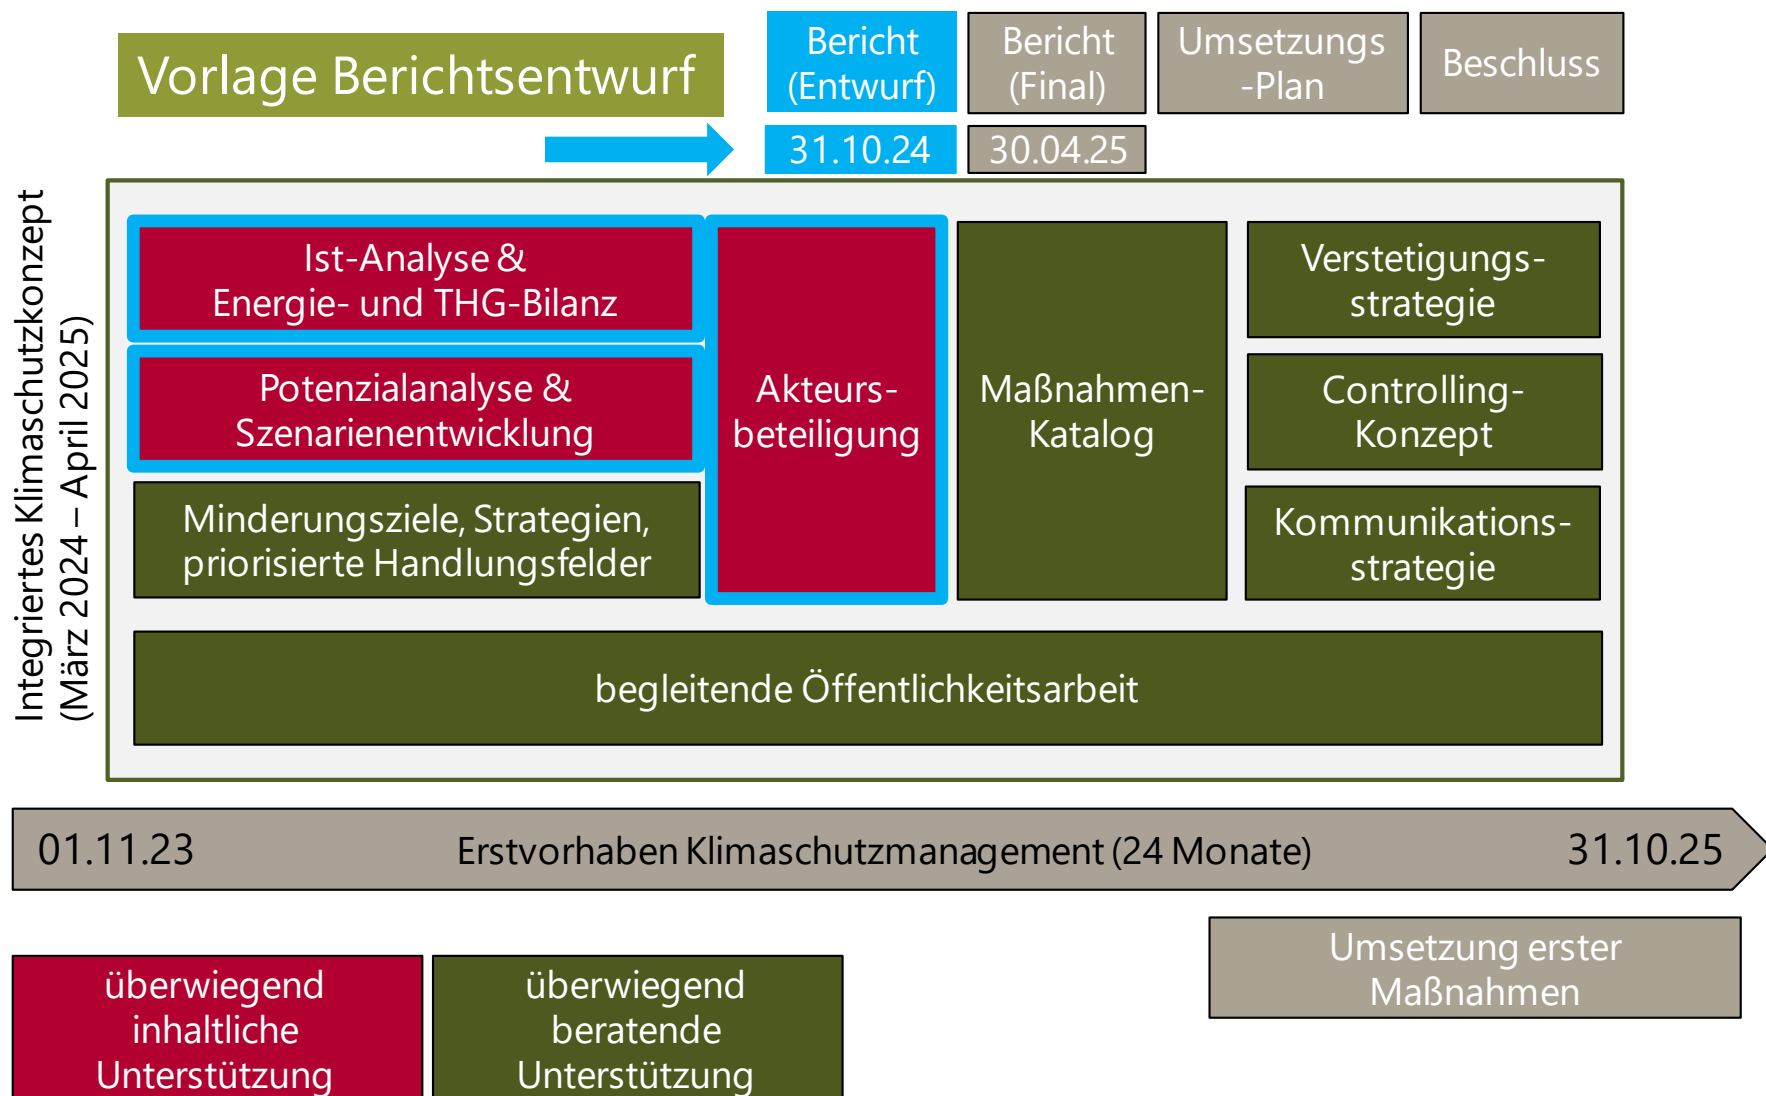 Vorlage Berichtsentwurf
Bericht
(Entwurf)
31.10.24
Bericht
(Final)
30.04.25
Umsetzungs
-Plan
Beschluss
Integriertes Klimaschutzkonzept
(März 2024 – April 2025)
Ist-Analyse &
Energie- und THG-Bilanz
Potenzialanalyse &
Szenarienentwicklung
Minderungsziele, Strategien,
priorisierte Handlungsfelder
Akteurs-
beteiligung
Maßnahmen-
Katalog
Verstetigungs-
strategie
Controlling-
Konzept
Kommunikations-
strategie
begleitende Öffentlichkeitsarbeit
01.11.23 Erstvorhaben Klimaschutzmanagement (24 Monate) 31.10.25
Umsetzung erster
Maßnahmen
überwiegend
inhaltliche
Unterstützung
überwiegend
beratende
Unterstützung